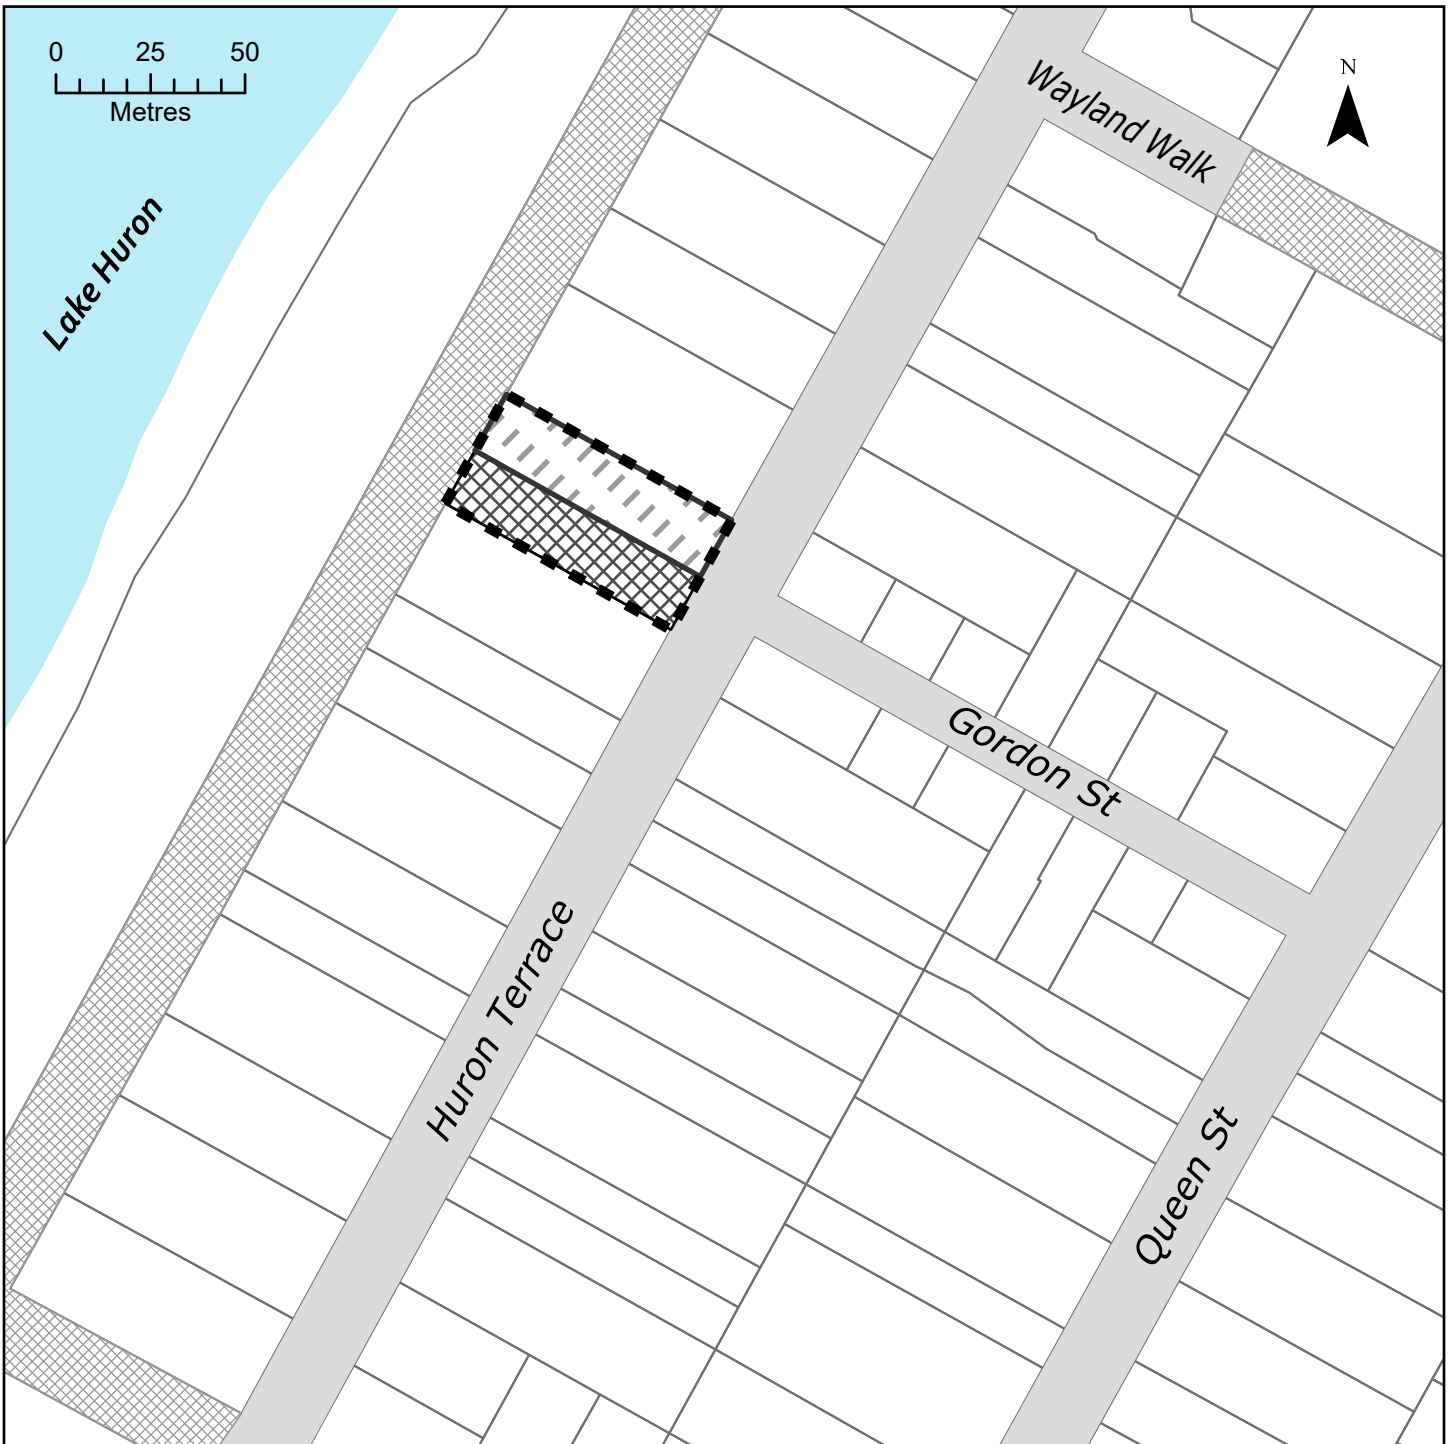 0 25 50
Metres
N
Wayland Walk
Lake Huron
Gordon St
Huron Terrace
Queen St